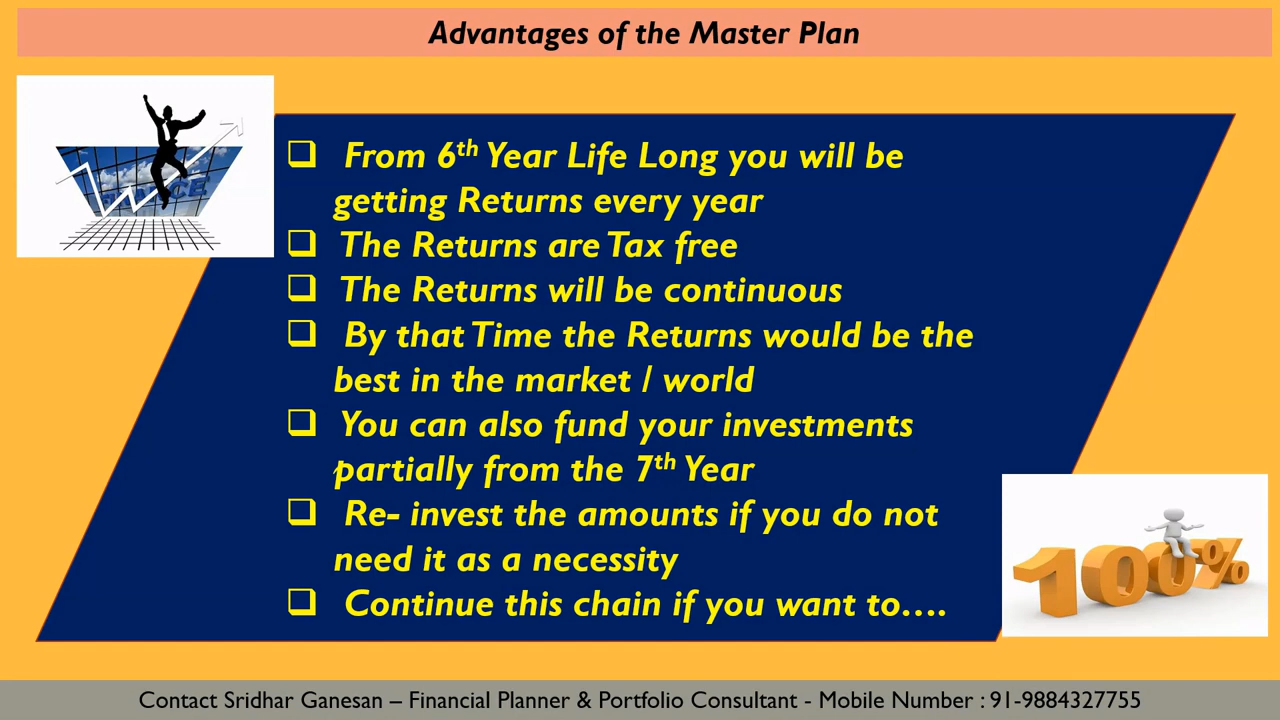 Advantages of the Master Plan
❑ From 6th Year Life Long you will be
getting Returns every year
❑ The Returns are Tax free
❑ The Returns will be continuous
❑ By that Time the Returns would be the
best in the market / world
❑ You can also fund your investments
partially from the 7th Year
❑ Re- invest the amounts if you do not
need it as a necessity
❑ Continue this chain if you want to….
100%
Contact Sridhar Ganesan – Financial Planner & Portfolio Consultant - Mobile Number : 91-9884327755